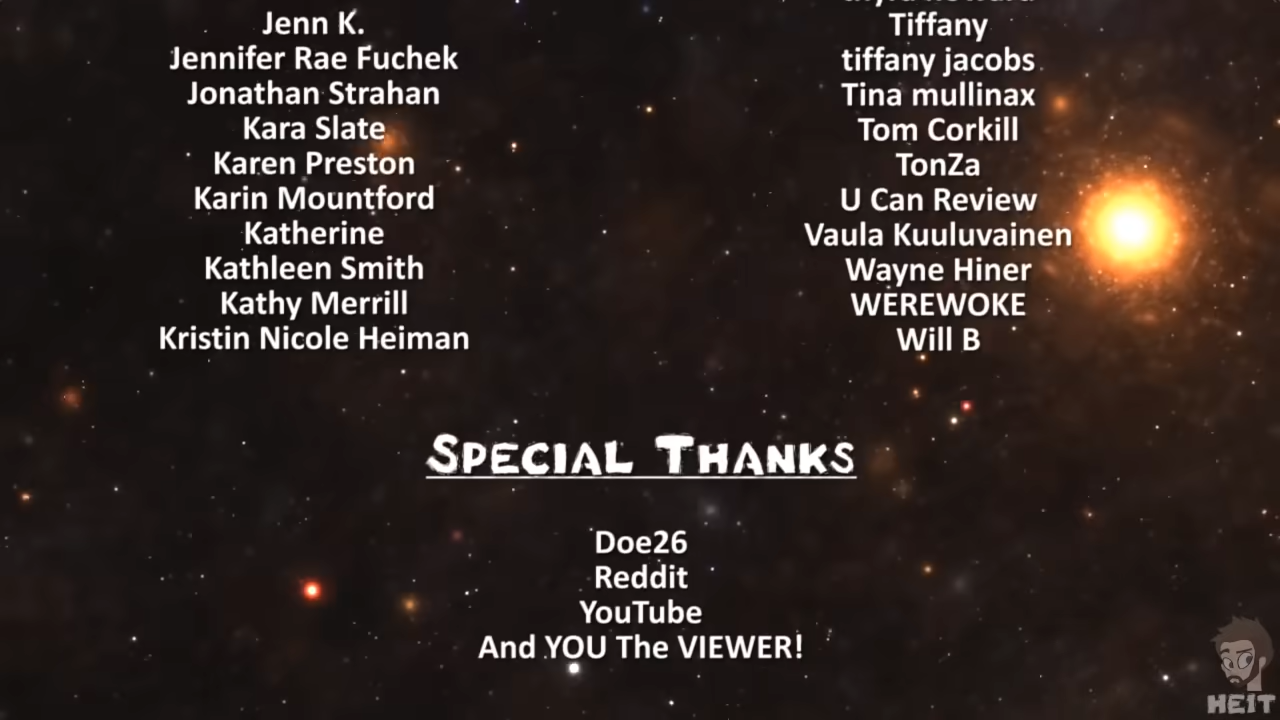 Jenn K.
Jennifer Rae Fuchek
Jonathan Strahan
Kara Slate
Karen Preston
Karin Mountford
Katherine
Kathleen Smith
Kathy Merrill
Kristin Nicole Heiman
Tiffany
tiffany jacobs
Tina mullinax
Tom Corkill
TonZa
U Can Review
Vaula Kuuluvainen
Wayne Hiner
WEREWOKE
Will B
SPECIAL THANKS
Doe26
Reddit
YouTube
And YOU The VIEWER!
HEIT